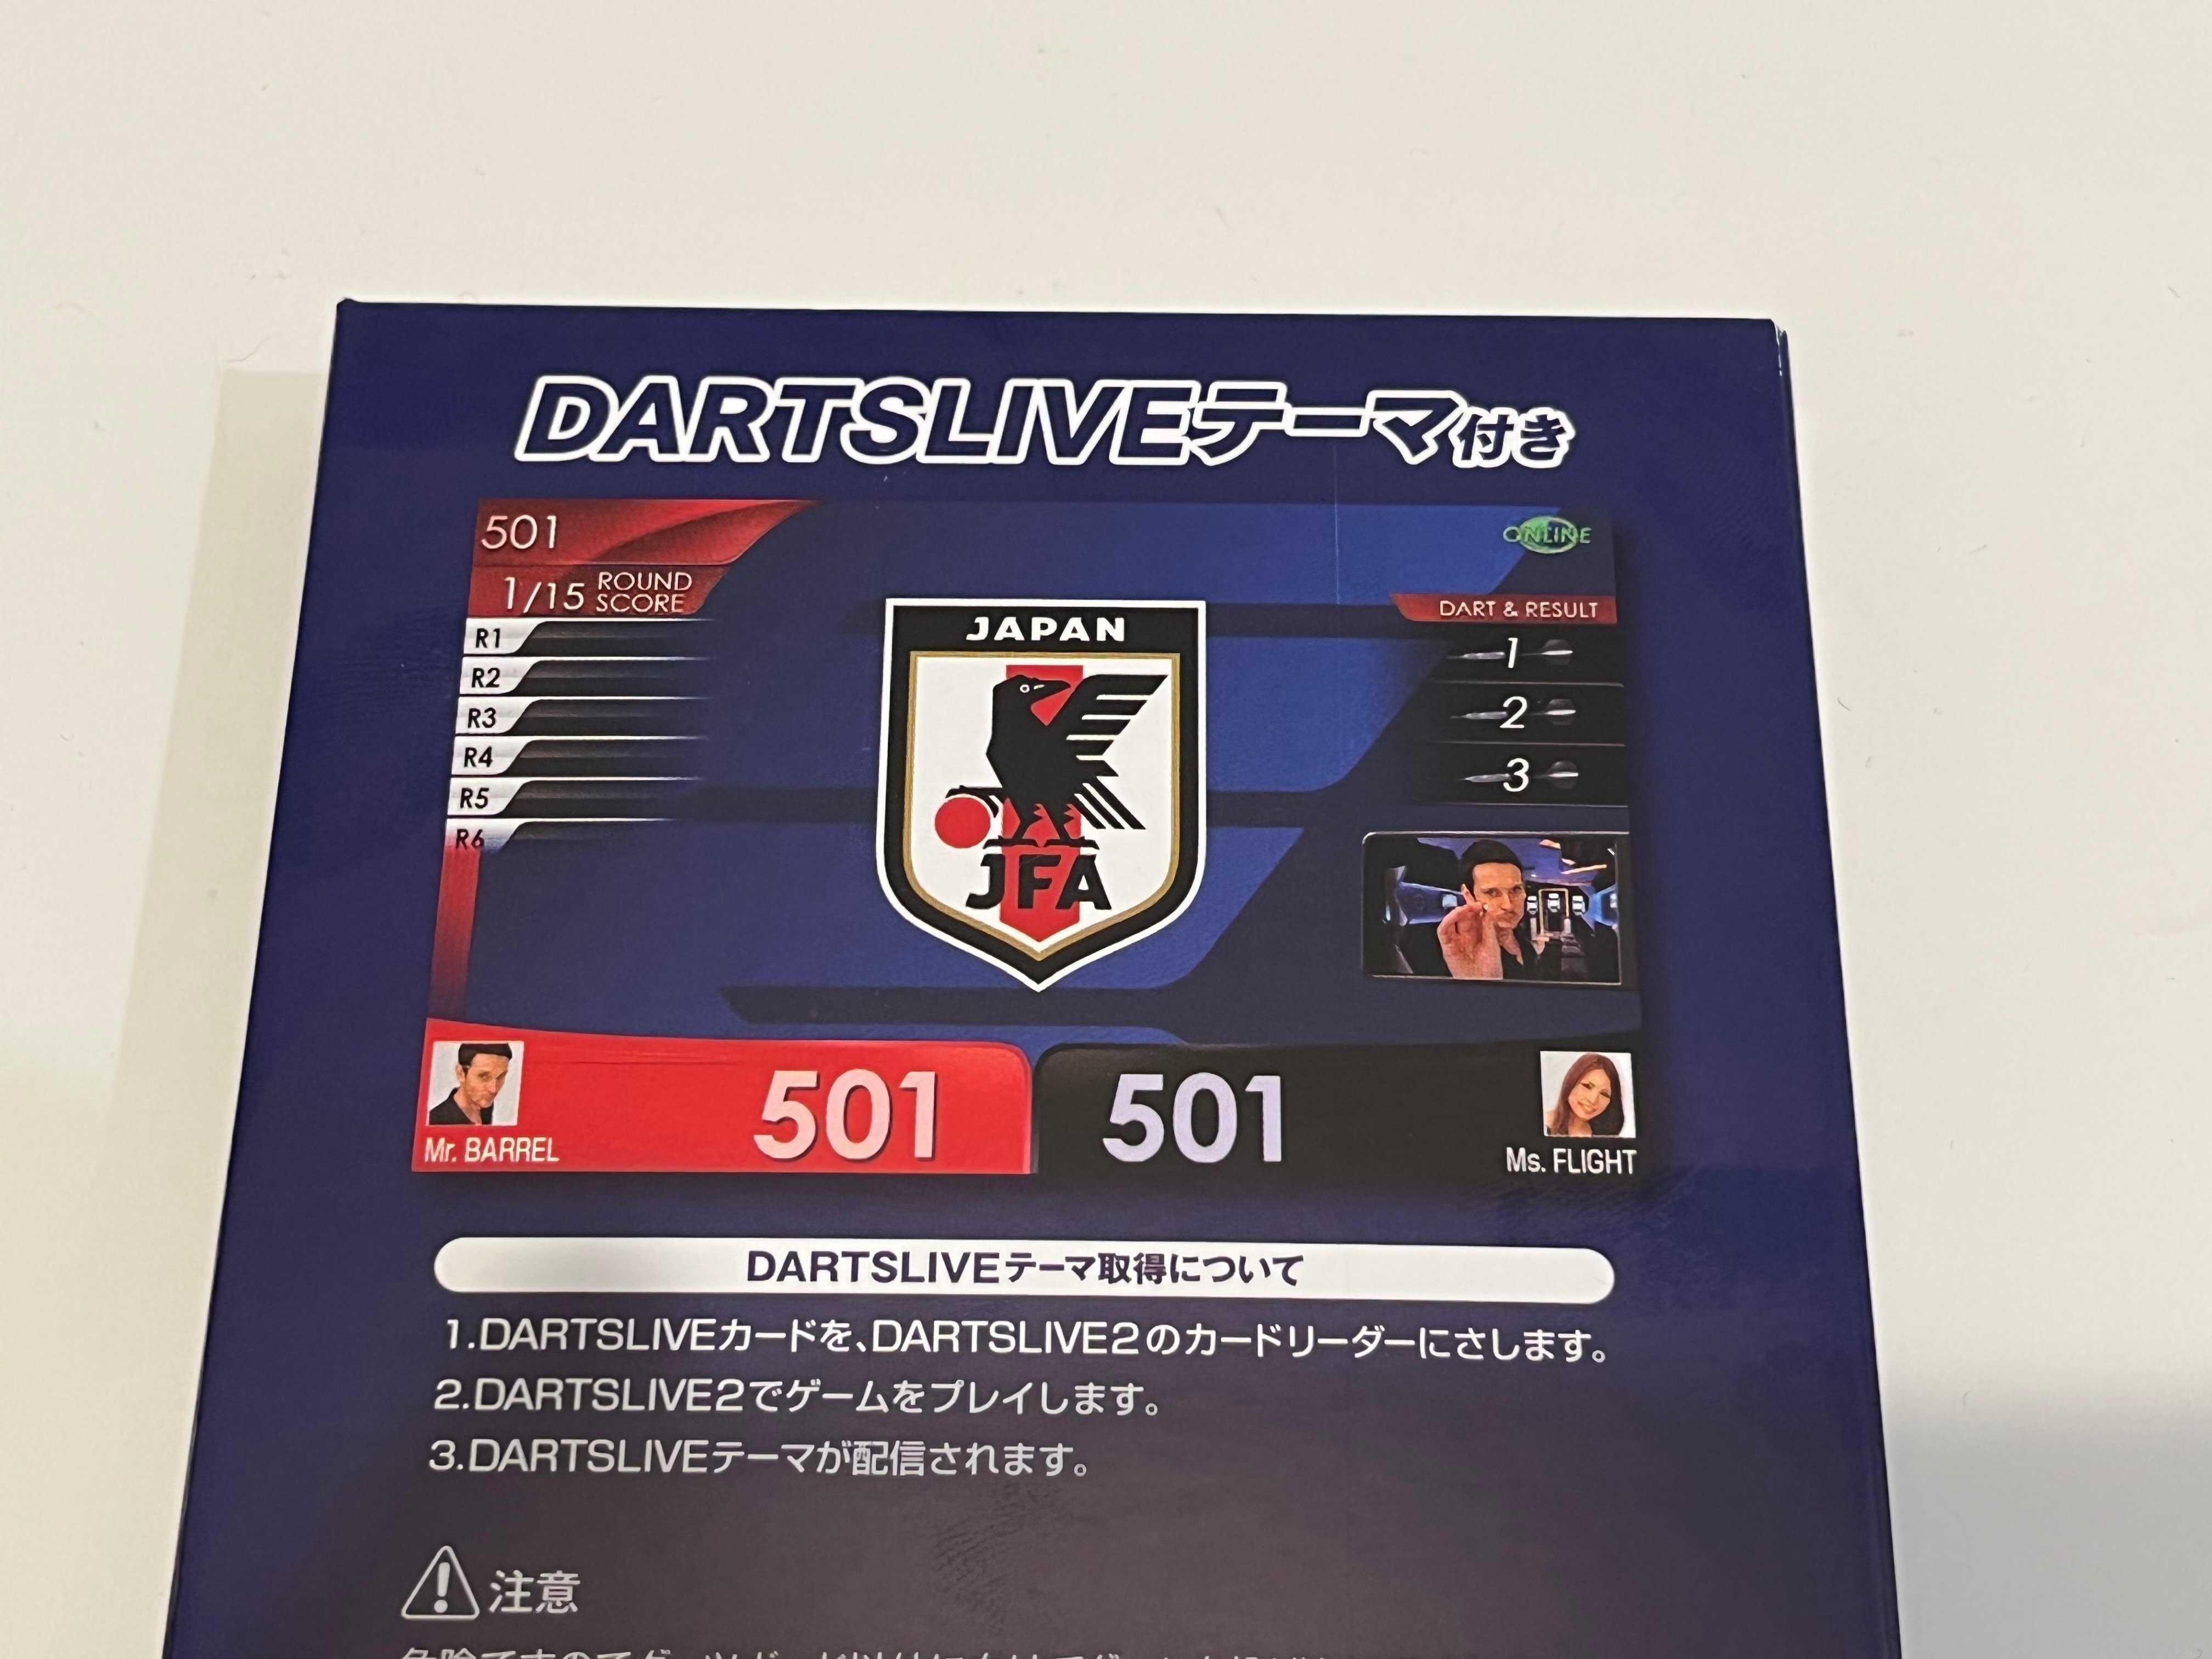 DARTSLIVEテーマ付き
501
ONLINE
1/15 ROUND SCORE
DART & RESULT
R1
R2
R3
R4
R5
R6
1
2
3
JAPAN
JFA
501
501
Mr. BARREL
Ms. FLIGHT
DARTSLIVEテーマ取得について
1.DARTSLIVEカードを、DARTSLIVE2のカードリーダーにさします。
2.DARTSLIVE2でゲームをプレイします。
3.DARTSLIVEテーマが配信されます。
注意